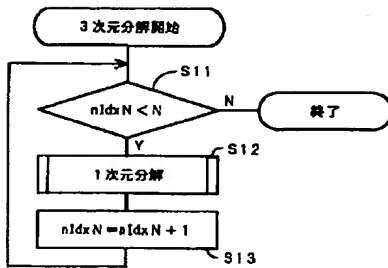 3次元分解開始
S11
nIdxN < N
N
終了
Y
S12
1次元分解
nIdxN = nIdxN + 1
S13